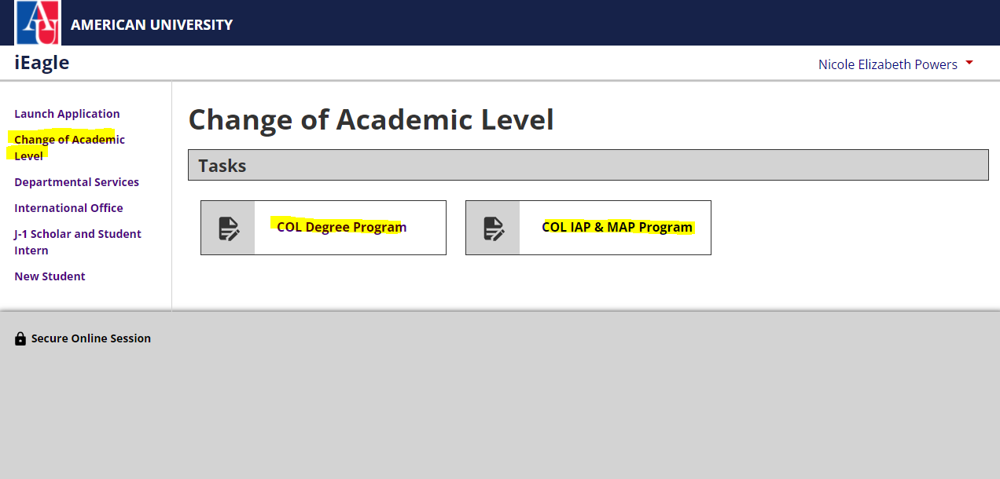 AU
AMERICAN UNIVERSITY
iEagle
Nicole Elizabeth Powers
Launch Application
Change of Academic
Level
Departmental Services
International Office
J-1 Scholar and Student
Intern
New Student
Change of Academic Level
Tasks
COL Degree Program
COL IAP & MAP Program
Secure Online Session